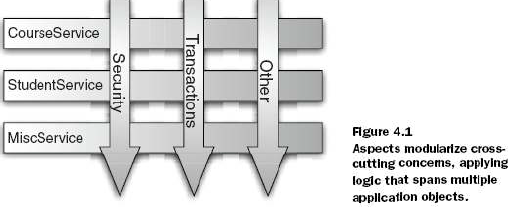 CourseService
StudentService
MiscService
Security
Transactions
Other
Figure 4.1
Aspects modularize cross-
cutting concerns, applying
logic that spans multiple
application objects.